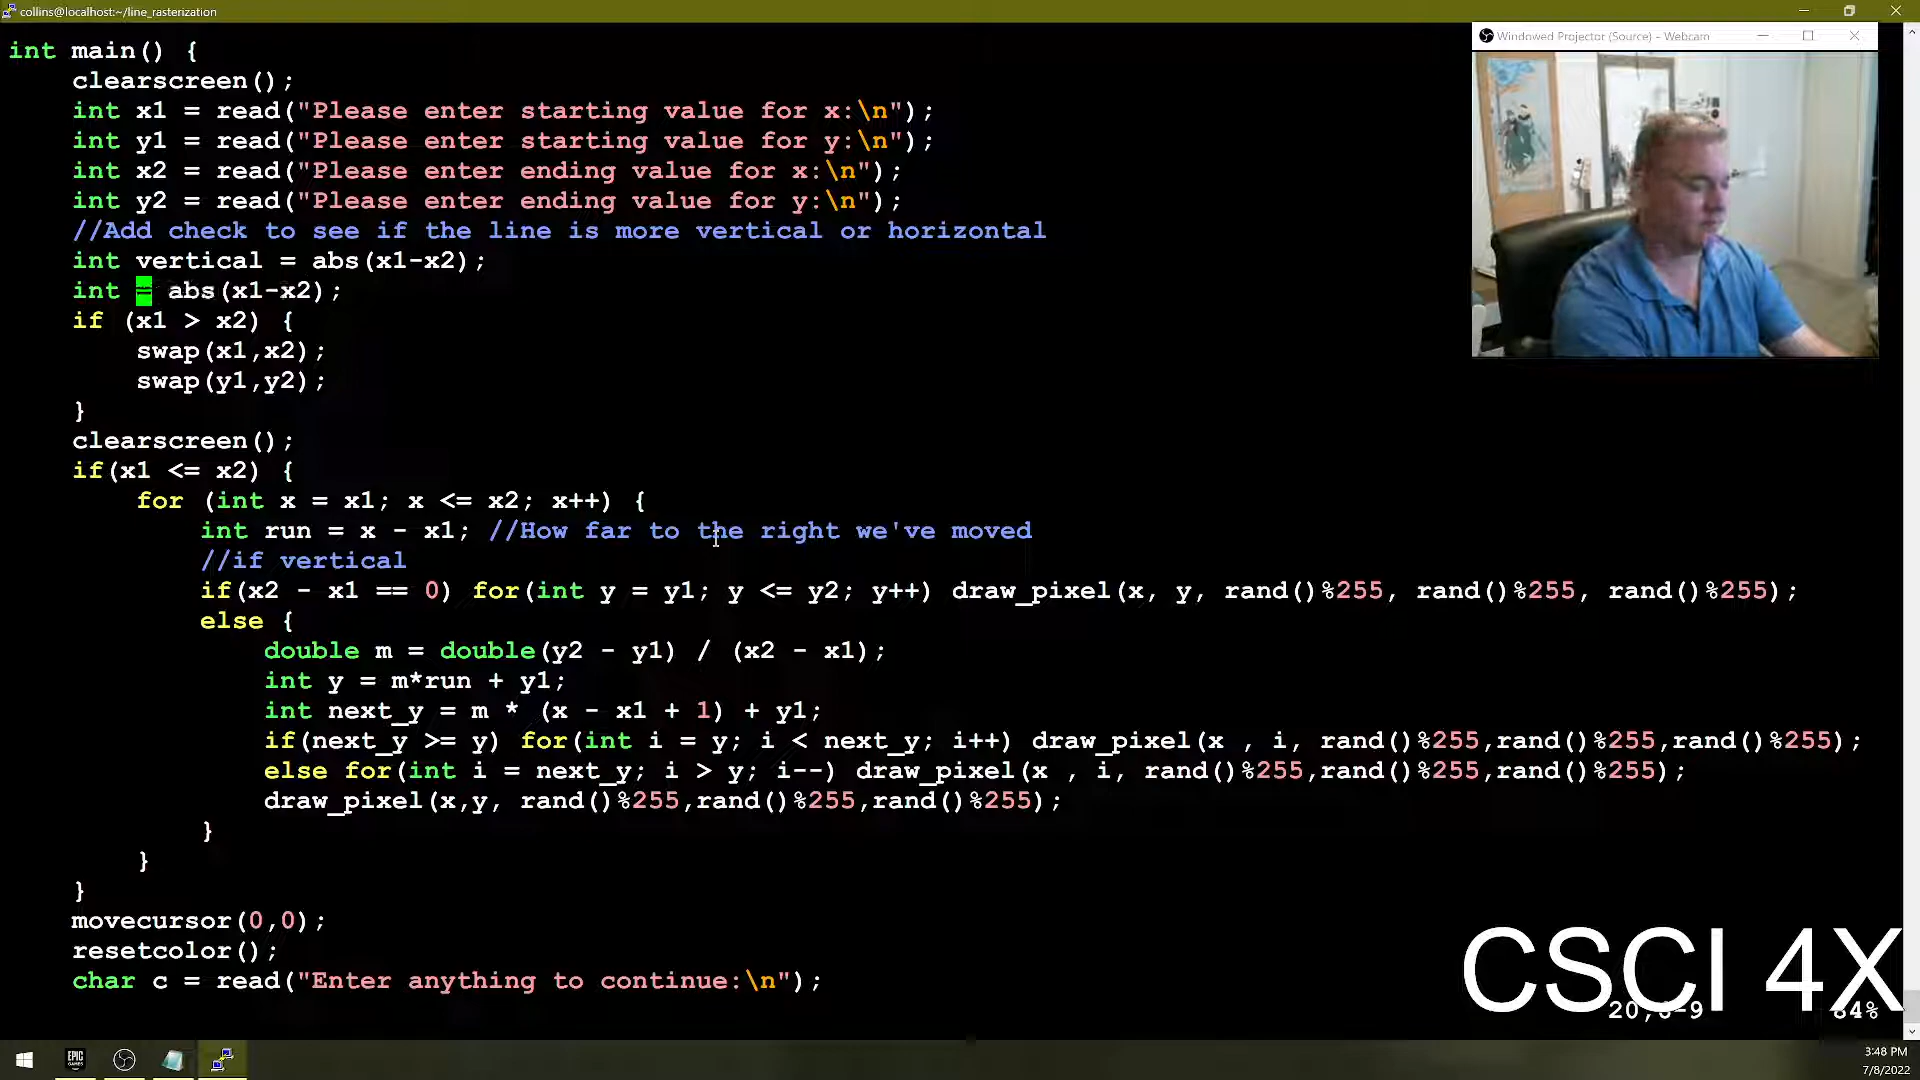 collins@localhost:~/line_rasterization
int main() {
clearscreen();
int x1 = read("Please enter starting value for x:\n");
int y1 = read("Please enter starting value for y:\n");
int x2 = read("Please enter ending value for x:\n");
int y2 = read("Please enter ending value for y:\n");
//Add check to see if the line is more vertical or horizontal
int vertical = abs(x1-x2);
int = abs(x1-x2);
if (x1 > x2) {
swap(x1,x2);
swap(y1,y2);
}
clearscreen();
if(x1 <= x2) {
for (int x = x1; x <= x2; x++) {
int run = x - x1; //How far to the right we've moved
//if vertical
if(x2 - x1 == 0) for(int y = y1; y <= y2; y++) draw_pixel(x, y, rand()%255, rand()%255, rand()%255);
else {
double m = double(y2 - y1) / (x2 - x1);
int y = m*run + y1;
int next_y = m * (x - x1 + 1) + y1;
if(next_y >= y) for(int i = y; i < next_y; i++) draw_pixel(x , i, rand()%255,rand()%255,rand()%255);
else for(int i = next_y; i > y; i--) draw_pixel(x , i, rand()%255,rand()%255,rand()%255);
draw_pixel(x,y, rand()%255,rand()%255,rand()%255);
}
}
}
movecursor(0,0);
resetcolor();
char c = read("Enter anything to continue:\n");
Windowed Projector (Source) - Webcam
CSCI 4X
EPIC
GAMES
3:48 PM
7/8/2022